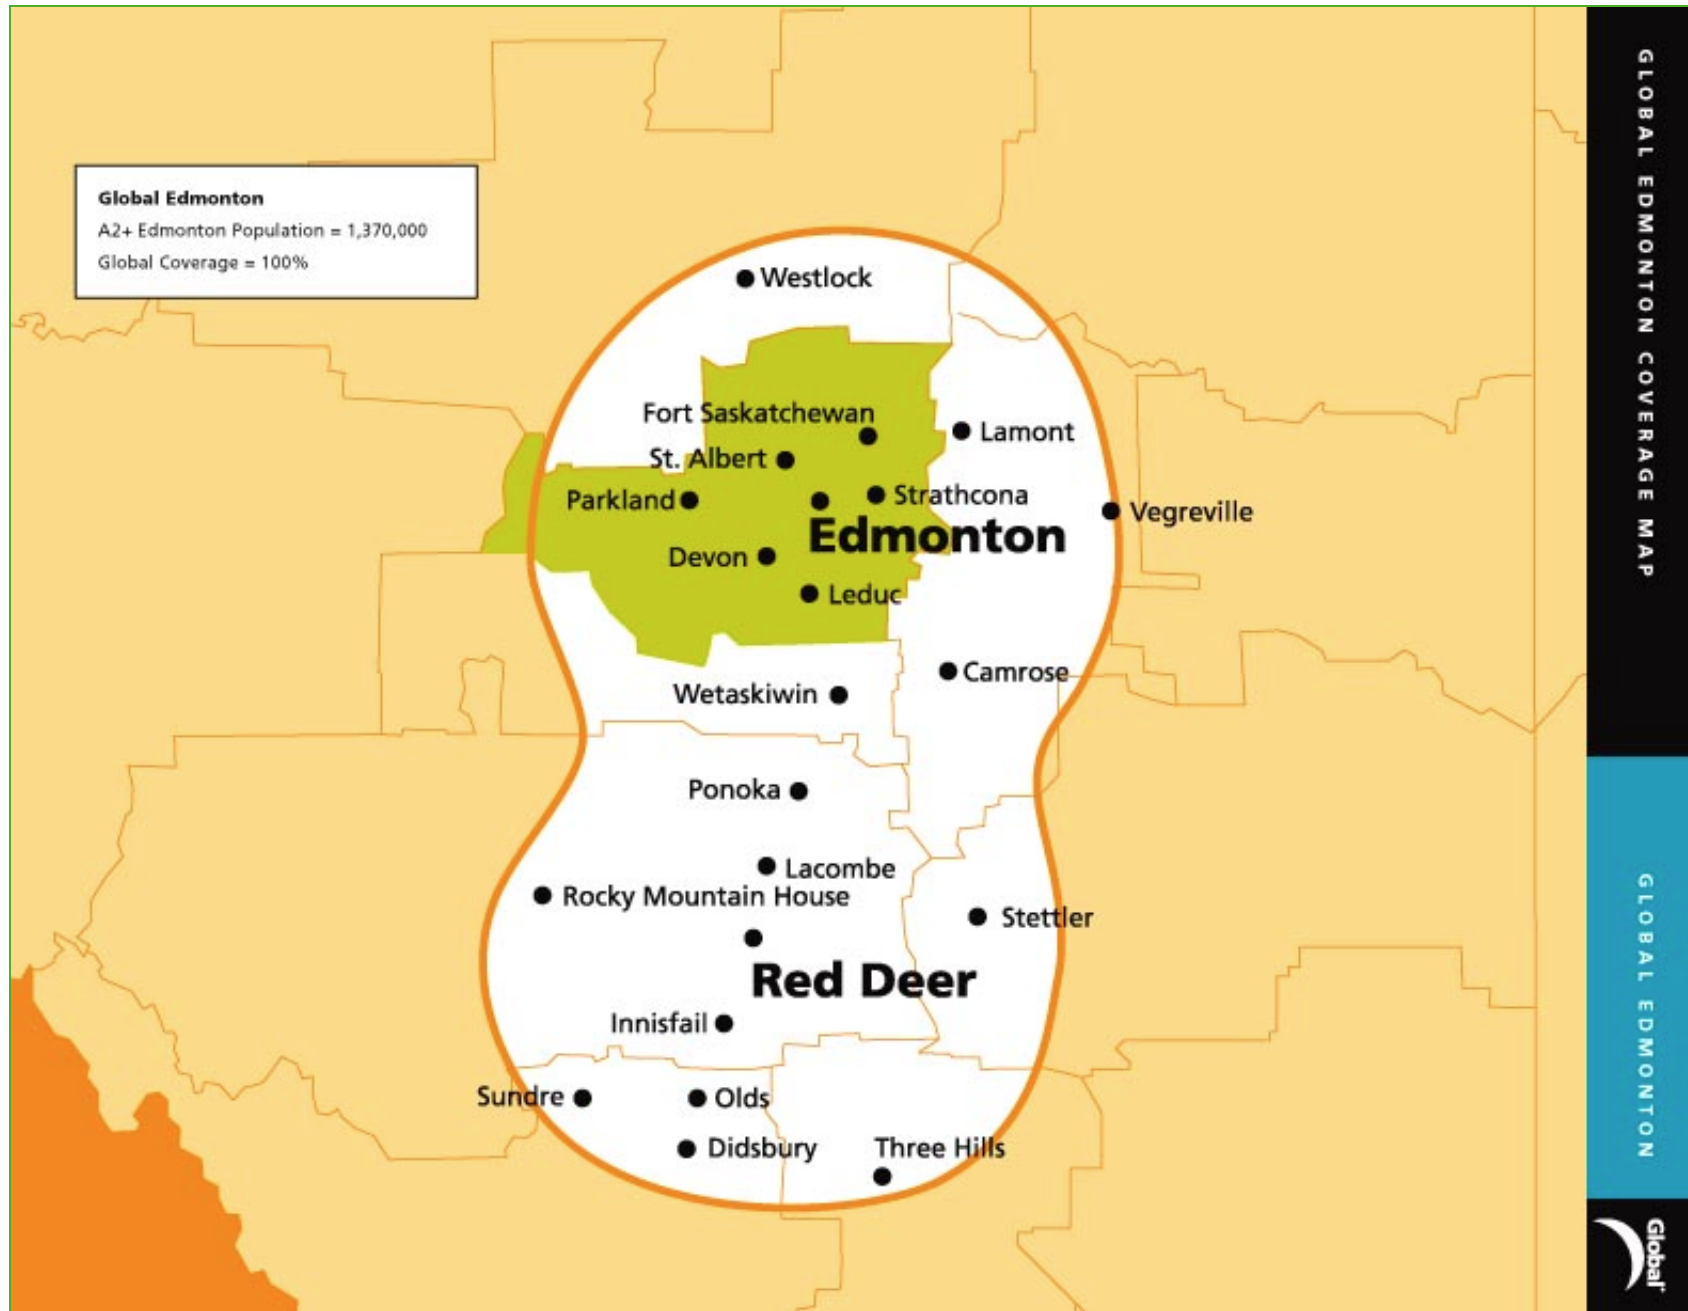 Global Edmonton
A2+ Edmonton Population = 1,370,000
Global Coverage = 100%
Westlock
Fort Saskatchewan
Lamont
St. Albert
Parkland
Strathcona
Vegreville
Edmonton
Devon
Leduc
Camrose
Wetaskiwin
Ponoka
Lacombe
Rocky Mountain House
Stettler
Red Deer
Innisfail
Sundre
Olds
Didsbury
Three Hills
GLOBAL EDMONTON COVERAGE MAP
GLOBAL EDMONTON
Global